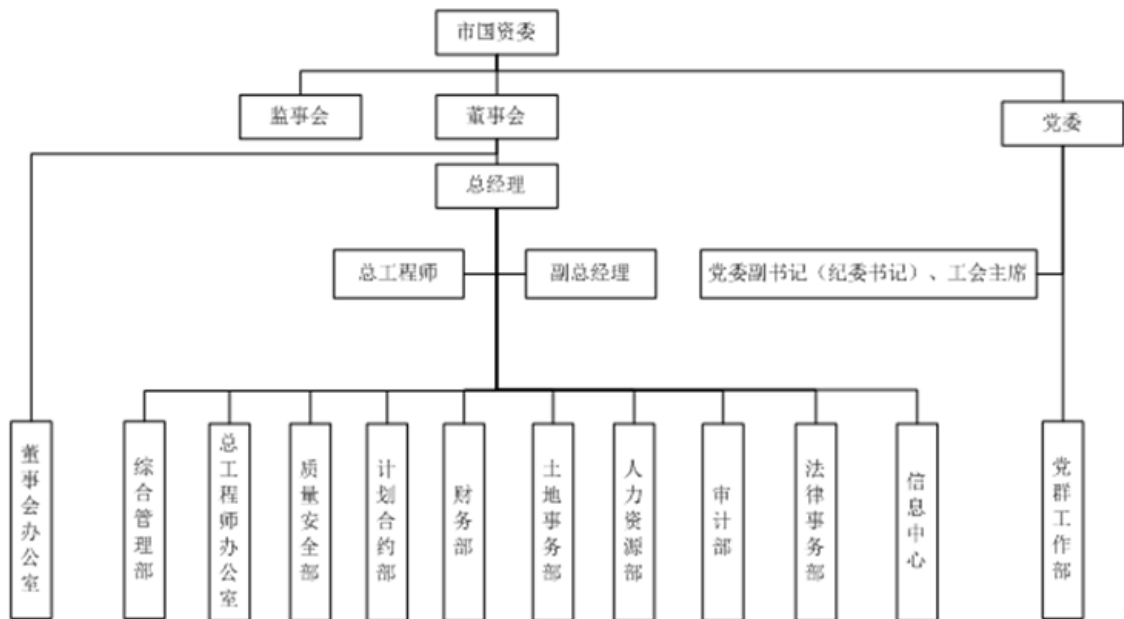 市国资委
监事会
董事会
党委
总经理
总工程师
副总经理
党委副书记（纪委书记）、工会主席
董事会办公室
综合管理部
总工程师办公室
质量安全部
计划合约部
财务部
土地事务部
人力资源部
审计部
法律事务部
信息中心
党群工作部